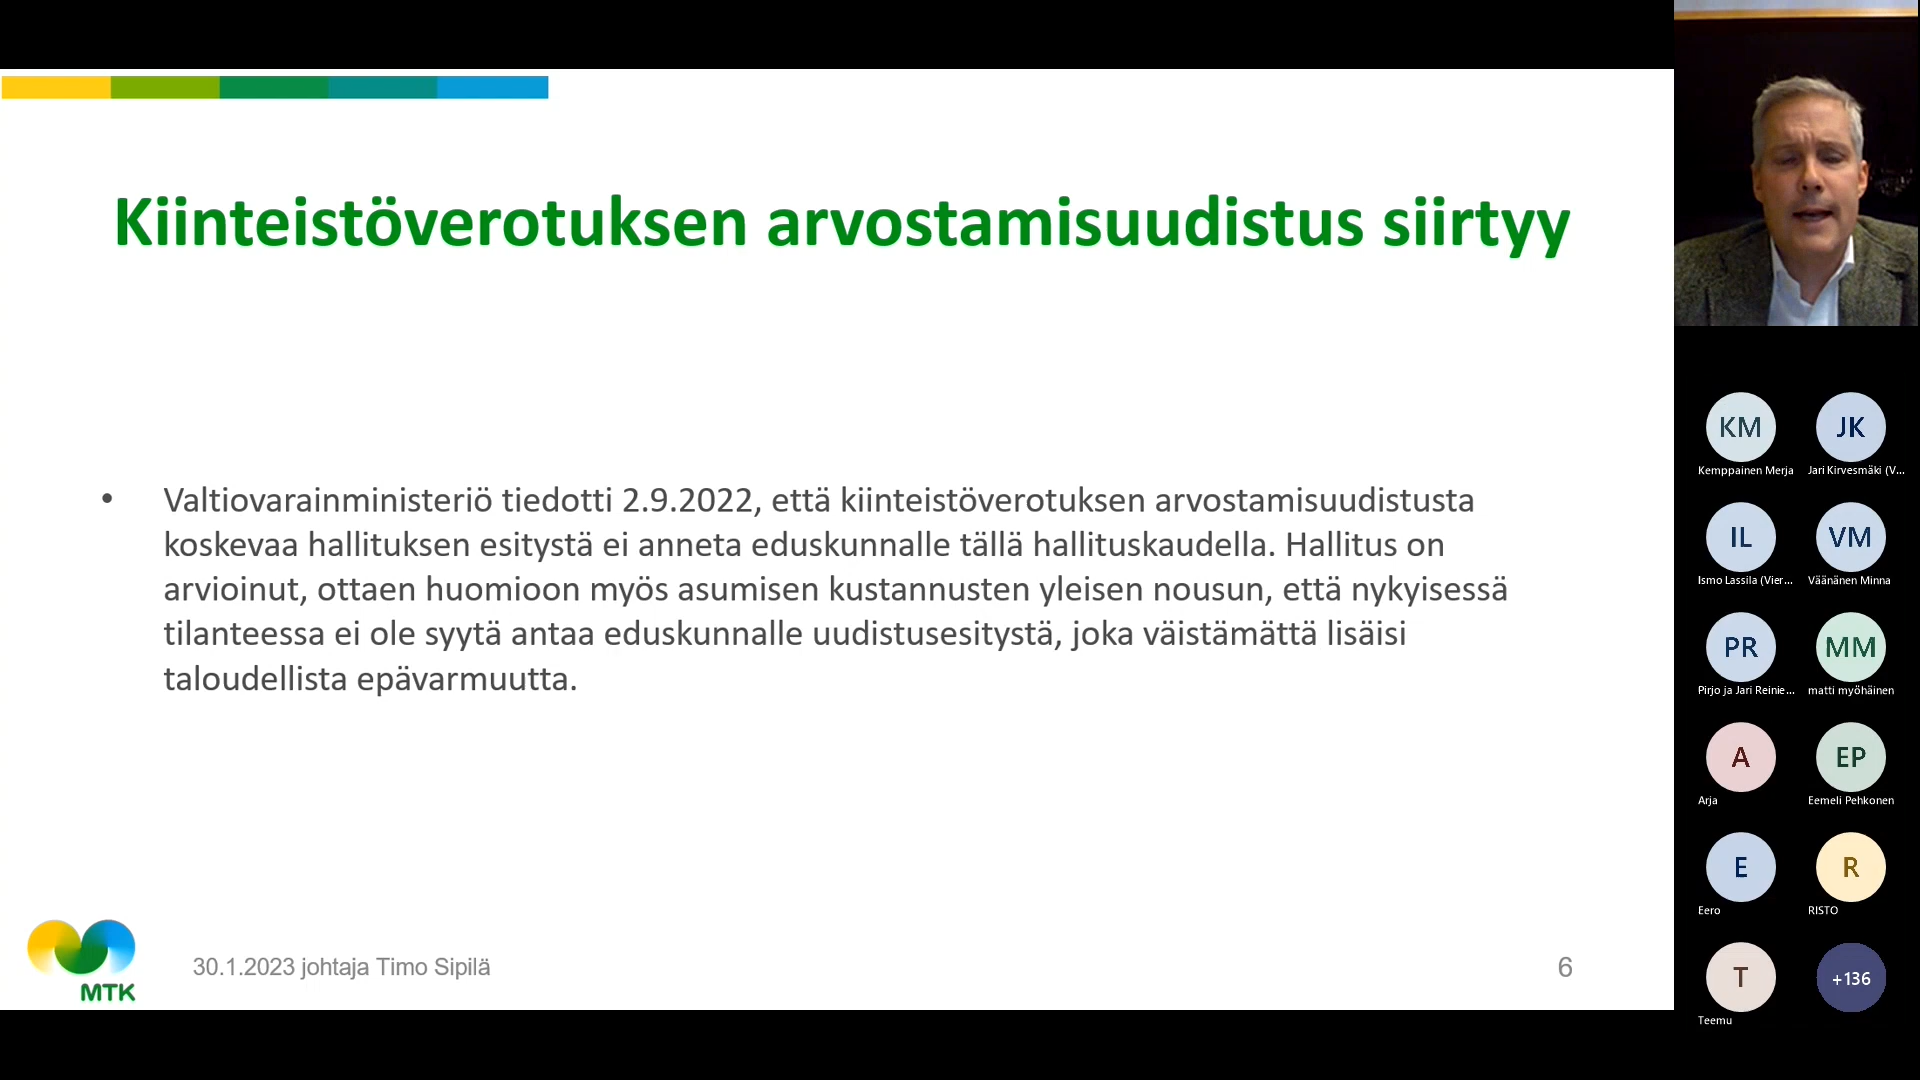 Kiinteistöverotuksen arvostamisuudistus siirtyy
• Valtiovarainministeriö tiedotti 2.9.2022, että kiinteistöverotuksen arvostamisuudistusta
koskevaa hallituksen esitystä ei anneta eduskunnalle tällä hallituskaudella. Hallitus on
arvioinut, ottaen huomioon myös asumisen kustannusten yleisen nousun, että nykyisessä
tilanteessa ei ole syytä antaa eduskunnalle uudistusesitystä, joka väistämättä lisäisi
taloudellista epävarmuutta.
MTK
30.1.2023 johtaja Timo Sipilä
6
KM
Kemppainen Merja
JK
Jari Kirvesmäki (V...
IL
Ismo Lassila (Vier...
VM
Väänänen Minna
PR
Pirjo ja Jari Reinie...
MM
matti myöhäinen
A
Arja
EP
Eemeli Pehkonen
E
Eero
R
RISTO
T
Teemu
+136